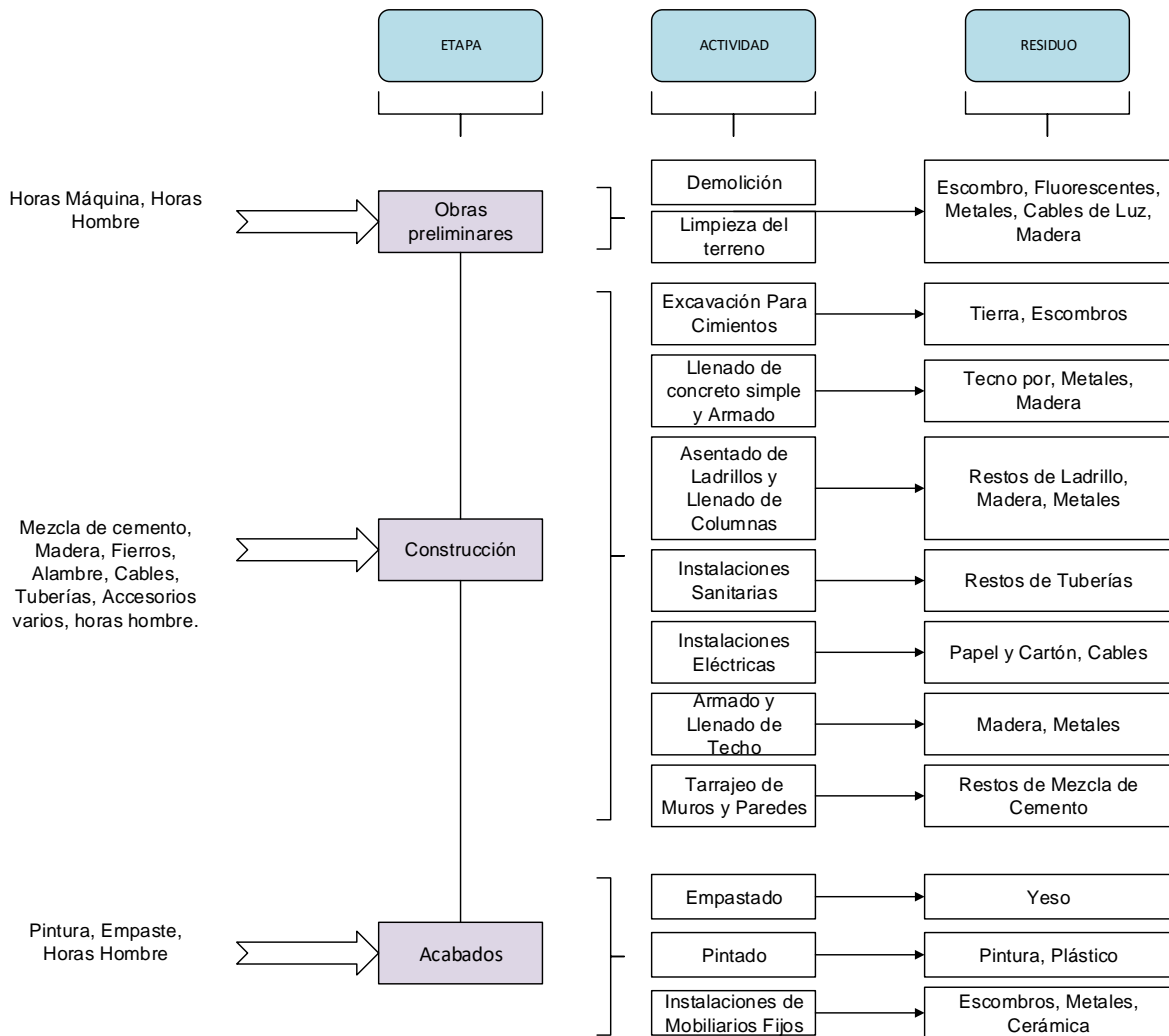 ETAPA
ACTIVIDAD
RESIDUO
Horas Máquina, Horas
Hombre
Obras
preliminares
Demolición
Limpieza del
terreno
Escombro, Fluorescentes,
Metales, Cables de Luz,
Madera
Mezcla de cemento,
Madera, Fierros,
Alambre, Cables,
Tuberías, Accesorios
varios, horas hombre.
Construcción
Excavación Para
Cimientos
Tierra, Escombros
Llenado de
concreto simple
y Armado
Tecno por, Metales,
Madera
Asentado de
Ladrillos y
Llenado de
Columnas
Restos de Ladrillo,
Madera, Metales
Instalaciones
Sanitarias
Restos de Tuberías
Instalaciones
Eléctricas
Papel y Cartón, Cables
Armado y
Llenado de
Techo
Madera, Metales
Tarrajeo de
Muros y Paredes
Restos de Mezcla de
Cemento
Pintura, Empaste,
Horas Hombre
Acabados
Empastado
Yeso
Pintado
Pintura, Plástico
Instalaciones de
Mobiliarios Fijos
Escombros, Metales,
Cerámica